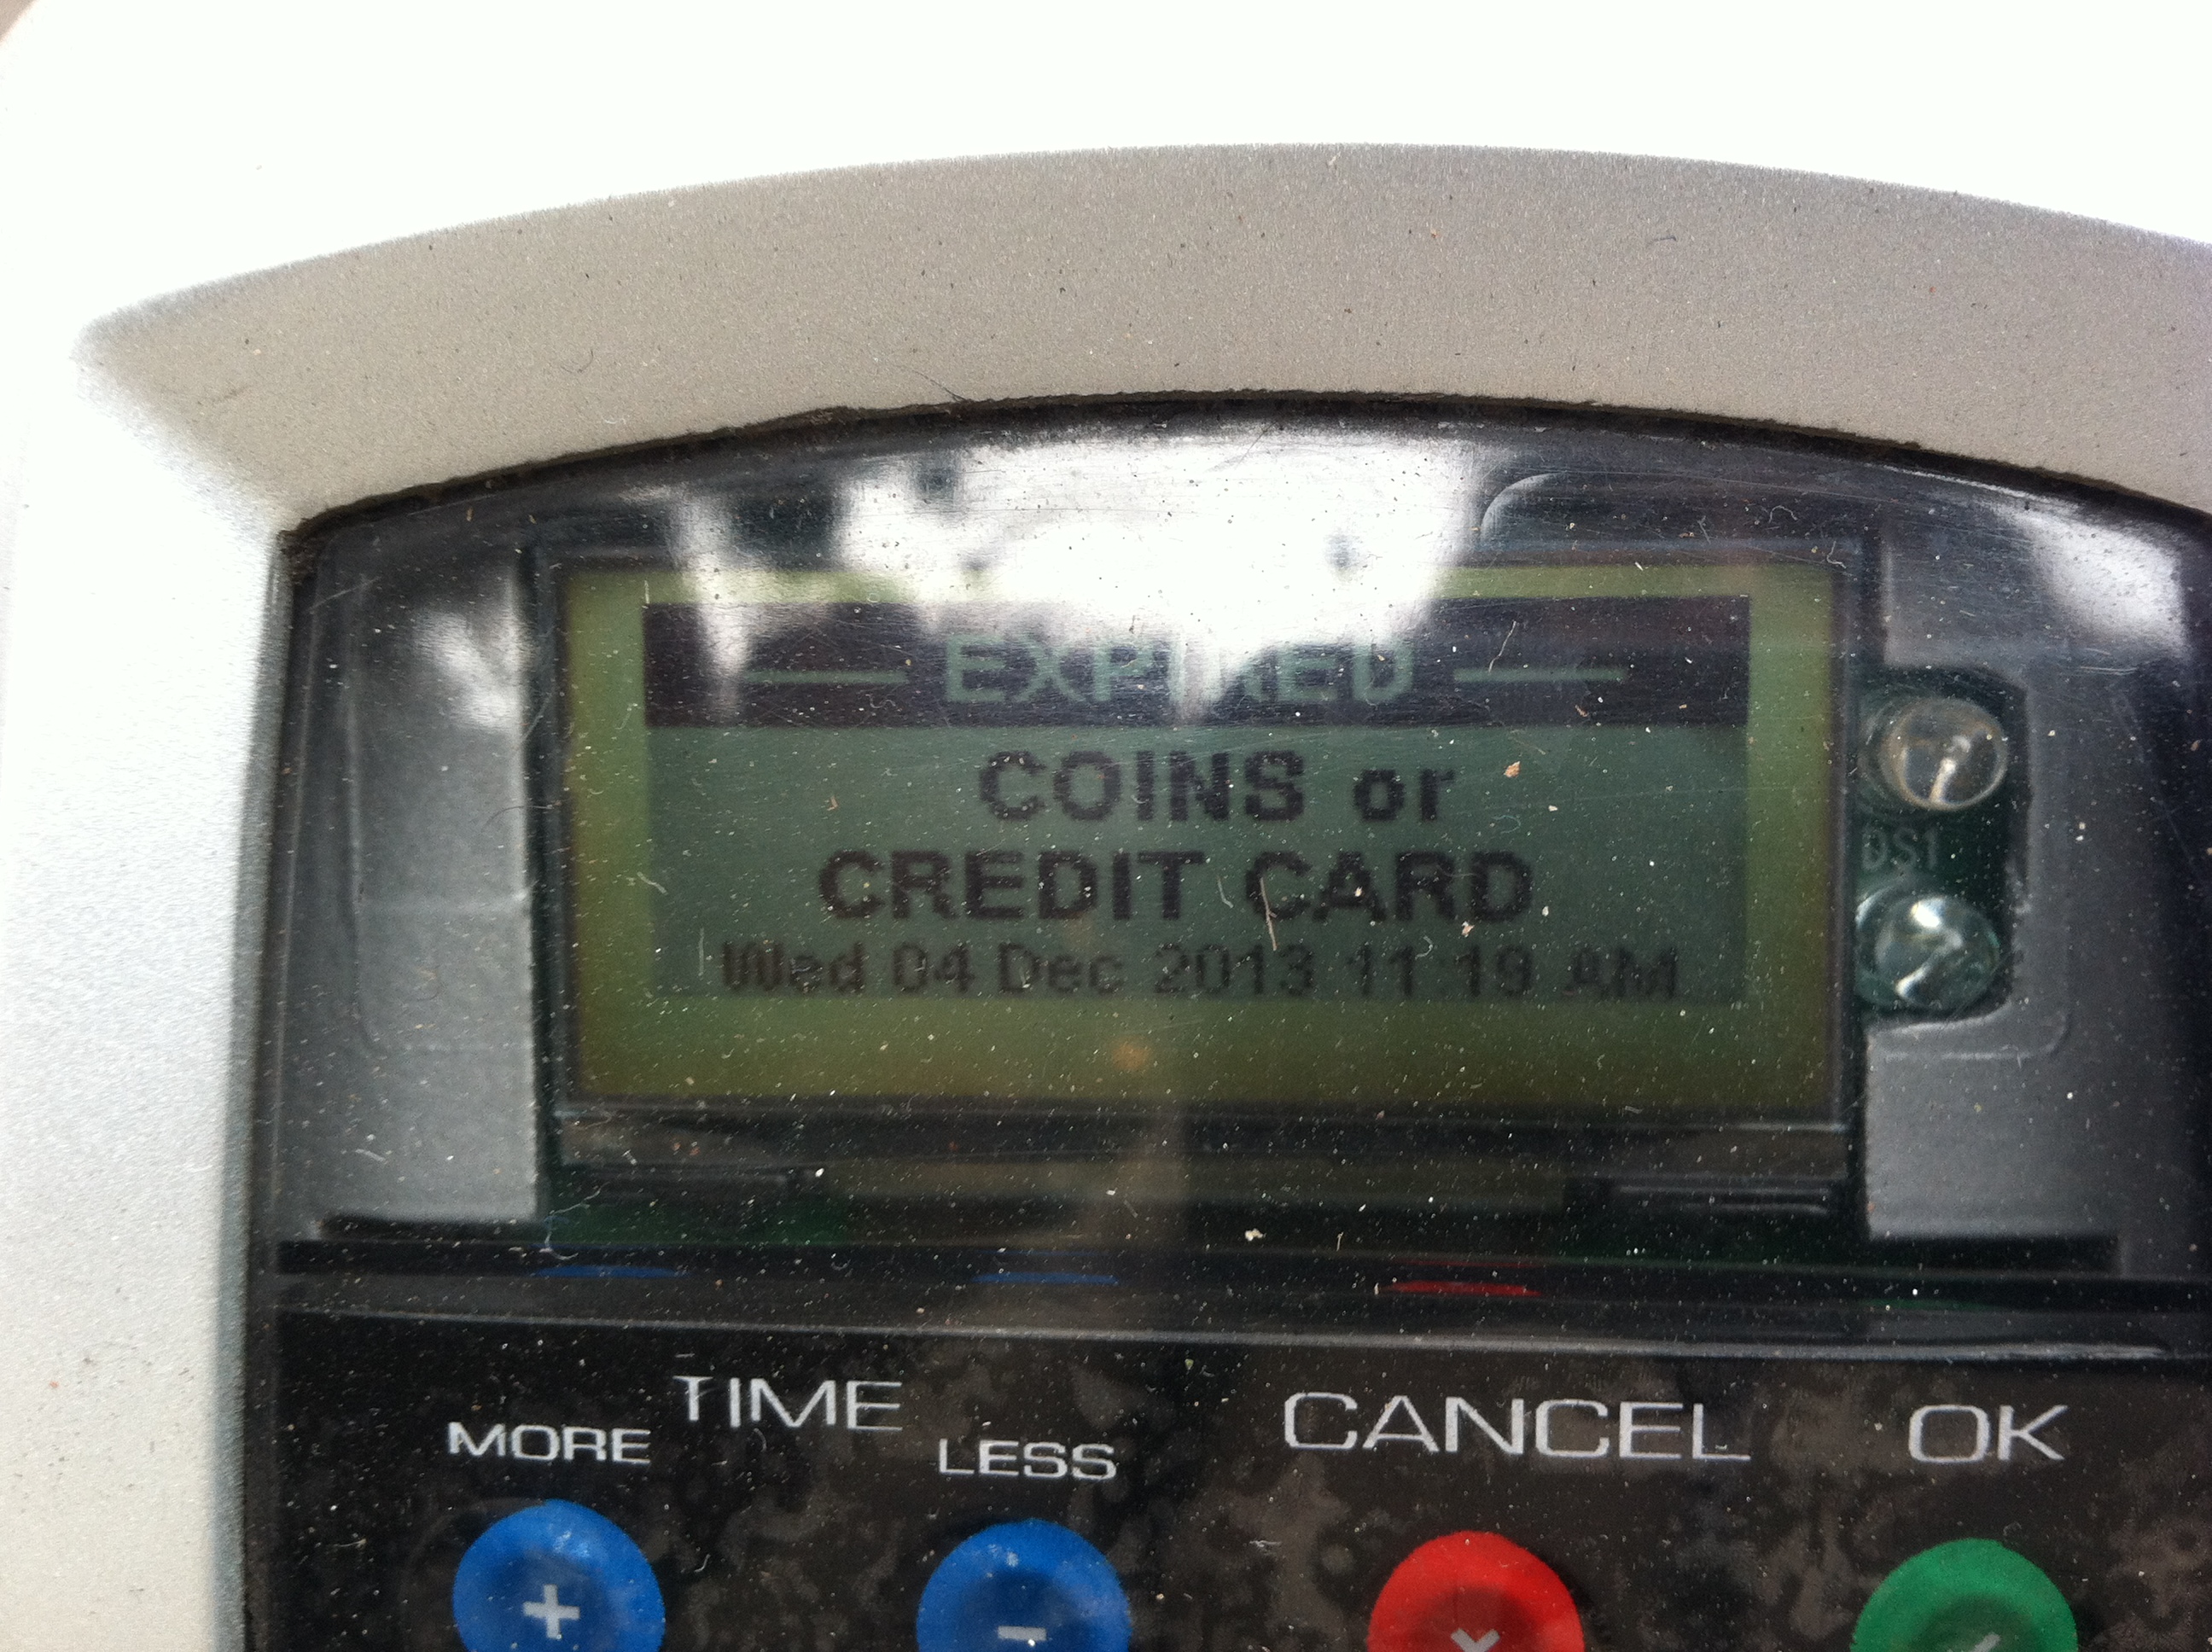 — EXPIRED —
COINS or
CREDIT CARD
Wed 04 Dec 2013 11:19 AM
DS1
TIME
MORE LESS
CANCEL OK
+ -